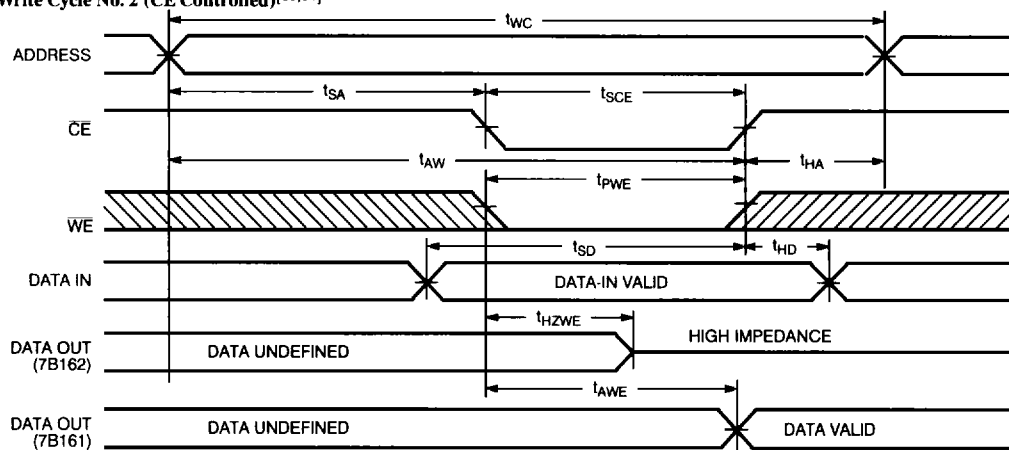 Write Cycle No. 2 (CE Controlled)
tWC
ADDRESS
tSA
tSCE
CE
tAW
tHA
tPWE
WE
tSD
tHD
DATA IN
DATA-IN VALID
tHZWE
HIGH IMPEDANCE
DATA OUT
(7B162)
DATA UNDEFINED
tAWE
DATA OUT
(7B161)
DATA UNDEFINED
DATA VALID